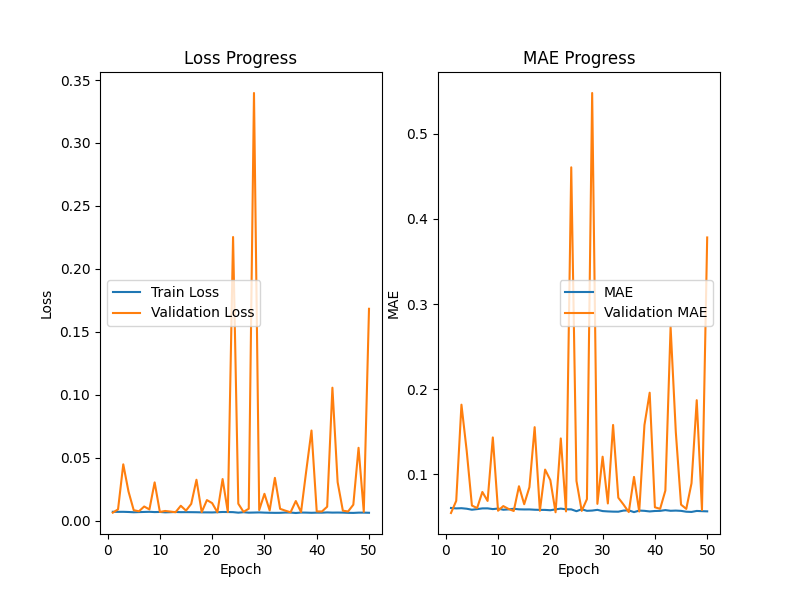 Loss Progress
0.35
0.30
0.25
0.20
0.15
0.10
0.05
0.00
Loss
Train Loss
Validation Loss
0 10 20 30 40 50
Epoch
MAE Progress
0.5
0.4
0.3
0.2
0.1
MAE
MAE
Validation MAE
0 10 20 30 40 50
Epoch